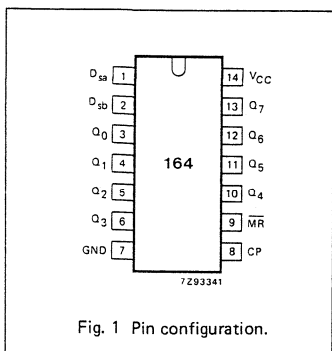 Dsa 1 14 VCC
Dsb 2 13 Q7
Q0 3 12 Q6
Q1 4 164 11 Q5
Q2 5 10 Q4
Q3 6 9 M̅R̅
GND 7 8 CP
7Z93341
Fig. 1 Pin configuration.